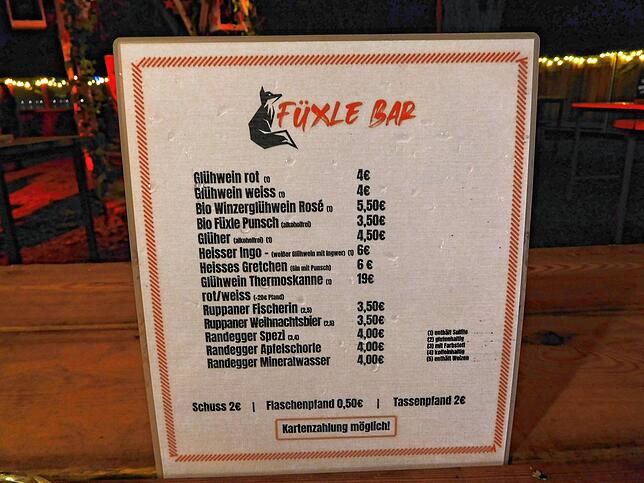 FÜXLE BAR
Glühwein rot (1) 4€
Glühwein weiss (1) 4€
Bio Winzerglühwein Rosé (1) 5,50€
Bio Füxle Punsch (alkoholfrei) 3,50€
Glüher (alkoholfrei) (1) 4,50€
Heisser Ingo - (weißer Glühwein mit Ingwer) (1) 6€
Heisses Gretchen (Gin mit Punsch) 6 €
Glühwein Thermoskanne (1) 19€
rot/weiss (+20€ Pfand)
Ruppaner Fischerin (2,5) 3,50€
Ruppaner Weihnachtsbier (2,5) 3,50€
Randegger Spezi (3,4) 4,00€
Randegger Apfelschorle 4,00€
Randegger Mineralwasser 4,00€
(1) enthält Sulfite
(2) glutenhaltig
(3) mit Farbstoff
(4) koffeinhaltig
(5) enthält Weizen
Schuss 2€ | Flaschenpfand 0,50€ | Tassenpfand 2€
Kartenzahlung möglich!